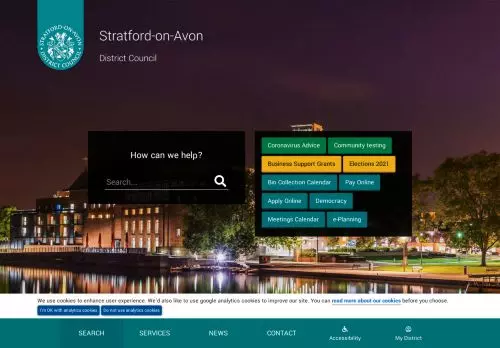 STRATFORD-ON-AVON
DISTRICT COUNCIL
Stratford-on-Avon
District Council
How can we help?
Search...
Coronavirus Advice
Community testing
Business Support Grants
Elections 2021
Bin Collection Calendar
Pay Online
Apply Online
Democracy
Meetings Calendar
e-Planning
We use cookies to enhance user experience. We'd also like to use google analytics cookies to improve our site. You can read more about our cookies before you choose.
I'm OK with analytics cookies
Do not use analytics cookies
SEARCH
SERVICES
NEWS
CONTACT
Accessibility
My District